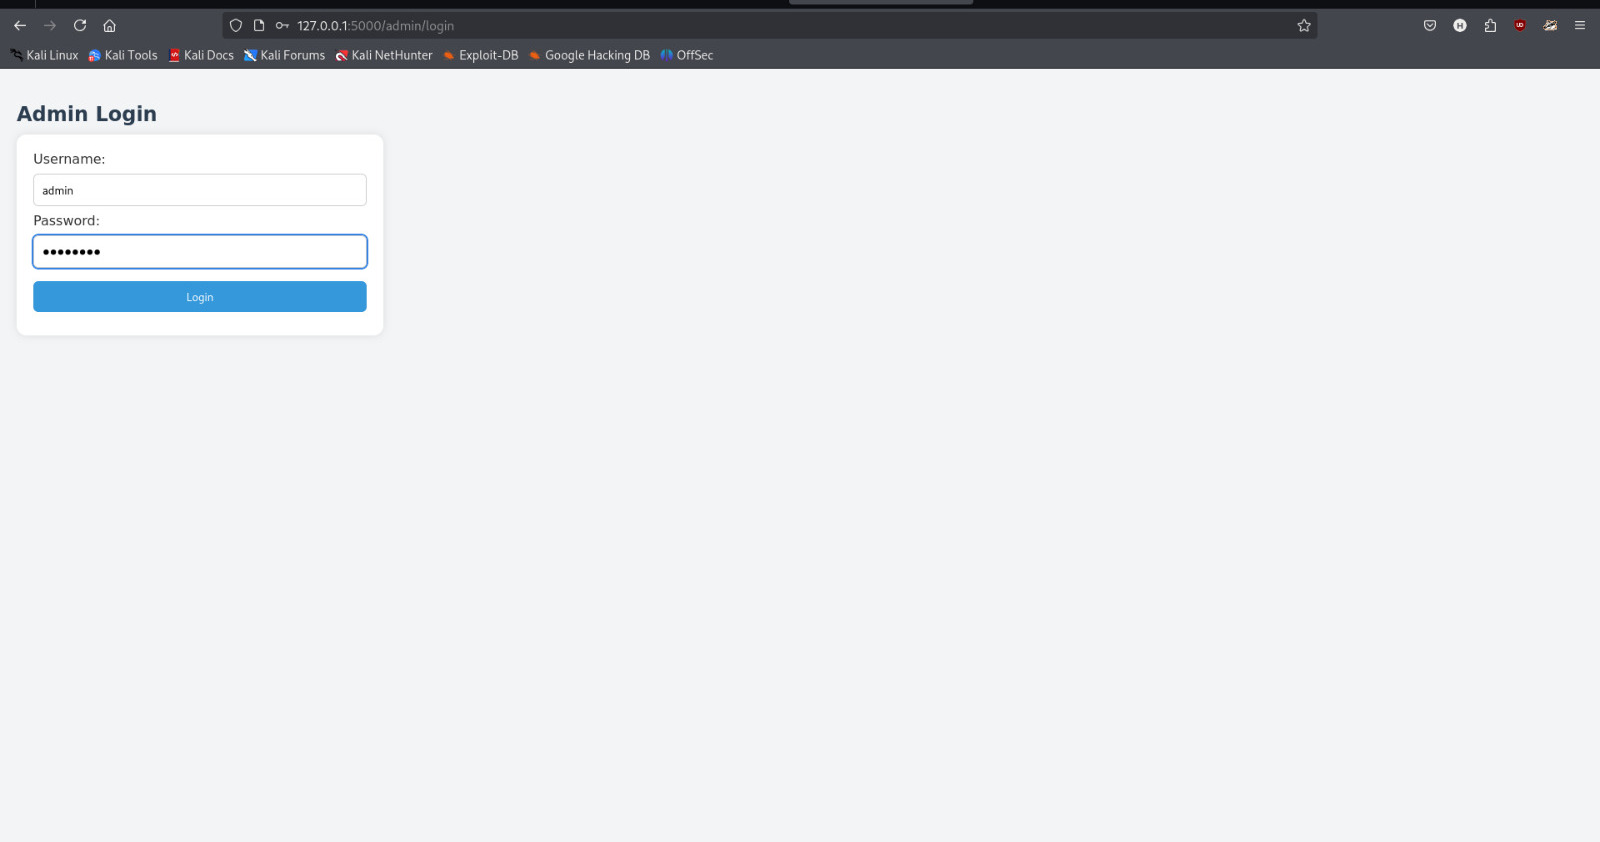 127.0.0.1:5000/admin/login
Kali Linux Kali Tools Kali Docs Kali Forums Kali NetHunter Exploit-DB Google Hacking DB OffSec
Admin Login
Username:
admin
Password:
••••••••
Login